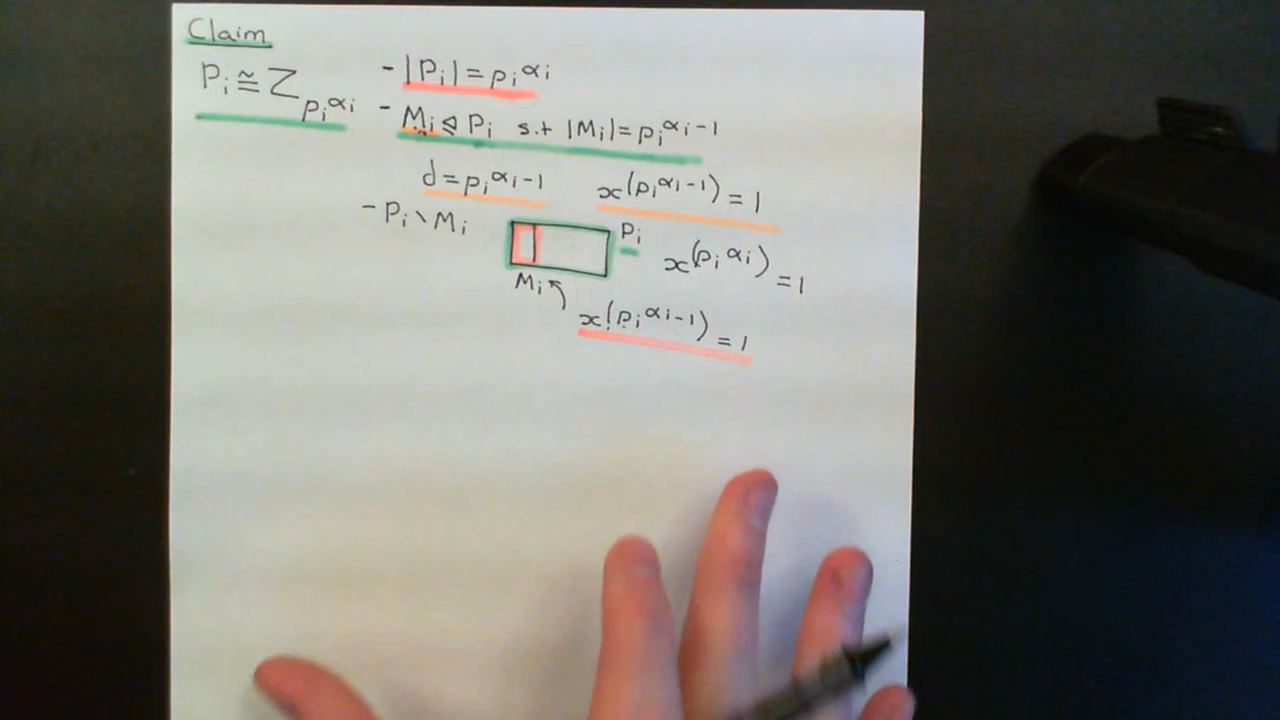 Claim
Pᵢ ≅ Z_{pᵢ^{αᵢ}}
- |Pᵢ| = pᵢ^{αᵢ}
- Mᵢ ⊴ Pᵢ s.t |Mᵢ| = pᵢ^{αᵢ-1}
d = pᵢ^{αᵢ-1} x^{(pᵢ^{αᵢ-1})} = 1
- Pᵢ \ Mᵢ
Pᵢ
x^{(pᵢ^{αᵢ})} = 1
Mᵢ
x^{(pᵢ^{αᵢ-1})} = 1